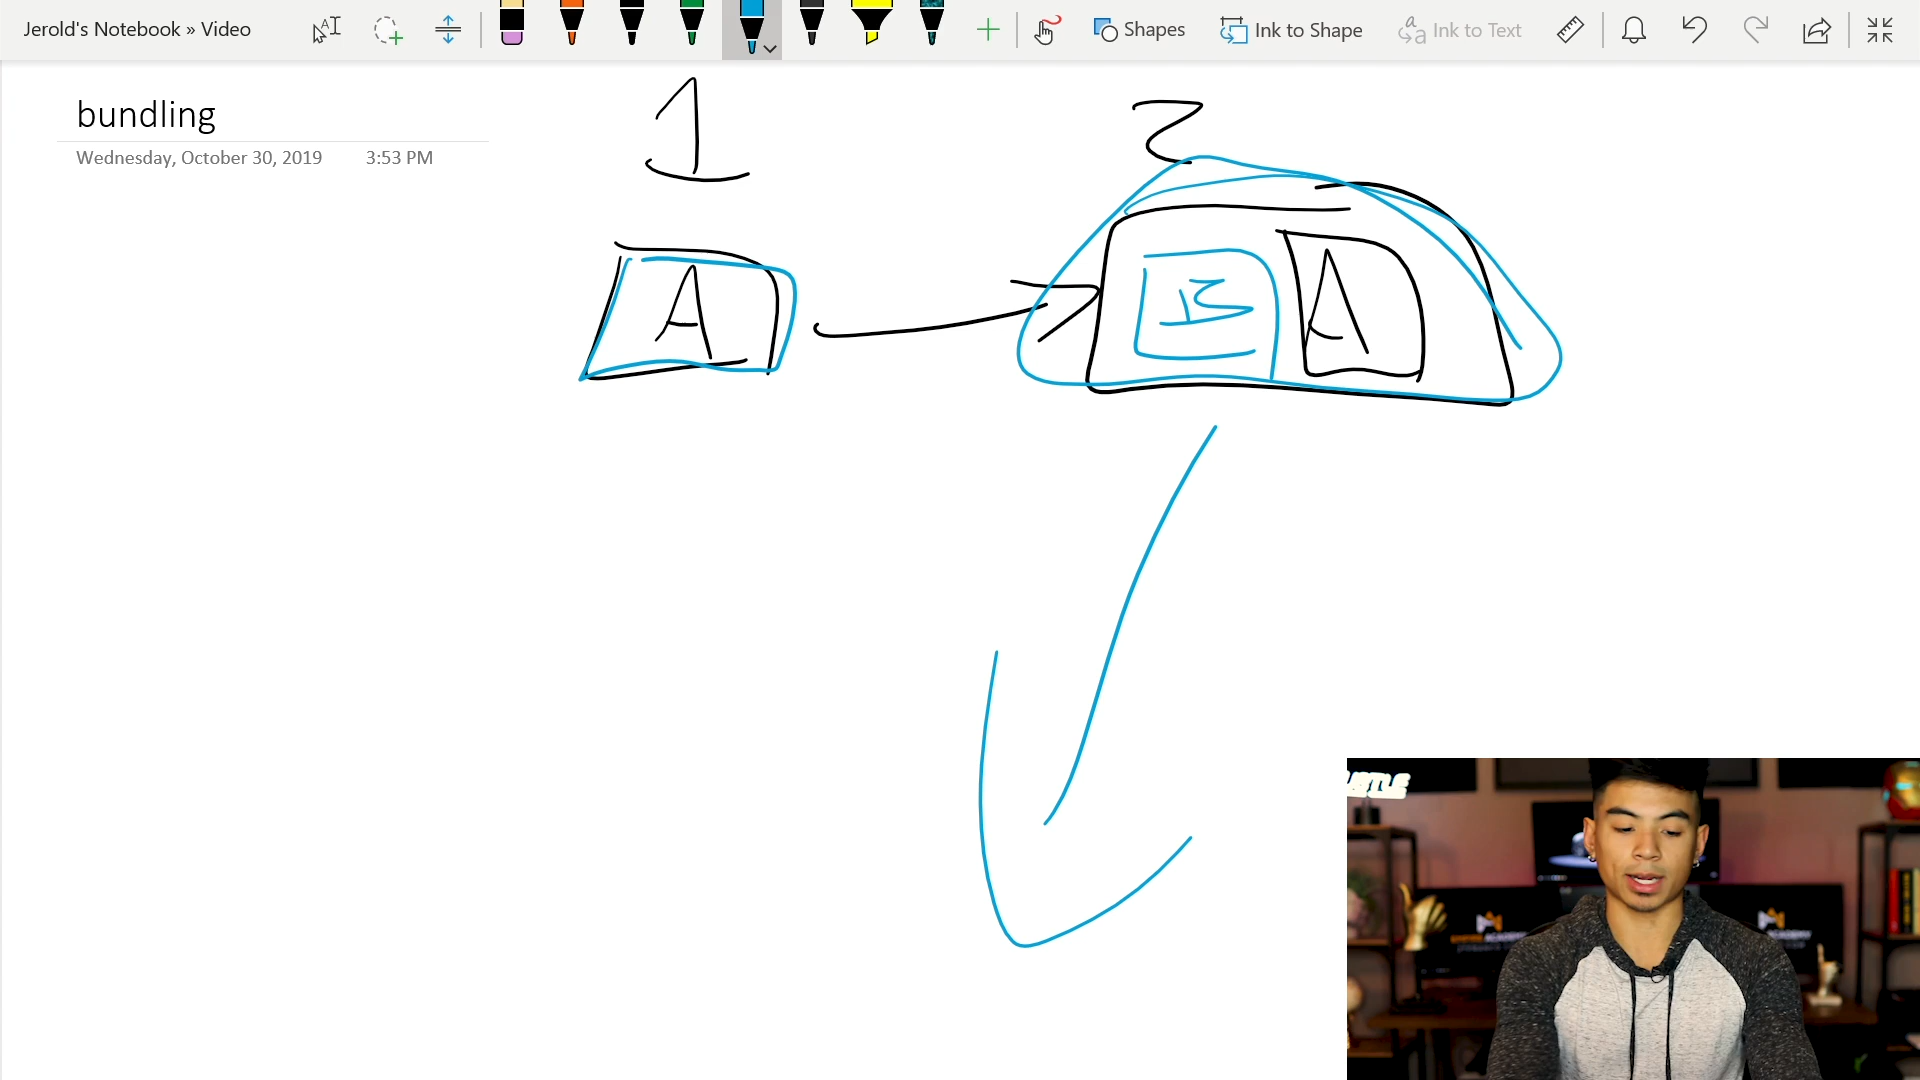 Jerold's Notebook » Video
Shapes
Ink to Shape
Ink to Text
bundling
Wednesday, October 30, 2019 3:53 PM
1
2
A
B
A